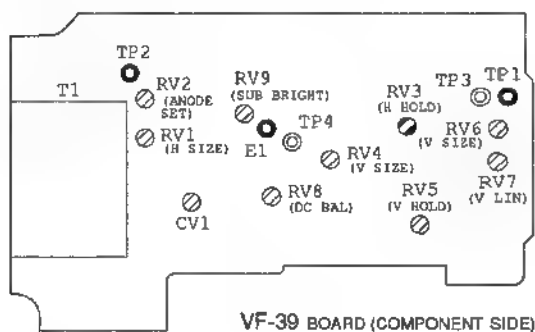 TP2
T1
RV2
(ANODE
SET)
RV1
(H SIZE)
RV9
(SUB BRIGHT)
E1
TP4
RV3
(H HOLD)
TP3
TP1
RV6
(V SIZE)
RV4
(V SIZE)
RV7
(V LIN)
RV8
(DC BAL)
RV5
(V HOLD)
CV1
VF-39 BOARD (COMPONENT SIDE)